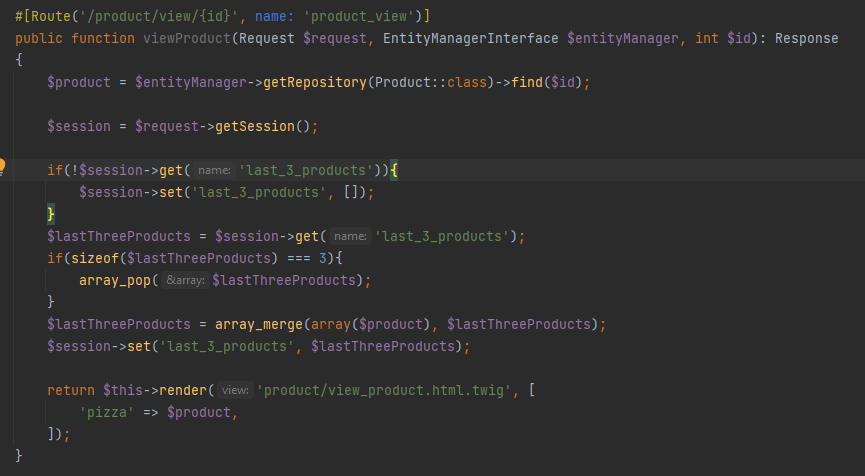 #[Route('/product/view/{id}', name: 'product_view')]
public function viewProduct(Request $request, EntityManagerInterface $entityManager, int $id): Response
{
    $product = $entityManager->getRepository(Product::class)->find($id);

    $session = $request->getSession();

    if(!$session->get( name: 'last_3_products')){
        $session->set('last_3_products', []);
    }
    $lastThreeProducts = $session->get( name: 'last_3_products');
    if(sizeof($lastThreeProducts) === 3){
        array_pop( &array: $lastThreeProducts);
    }
    $lastThreeProducts = array_merge(array($product), $lastThreeProducts);
    $session->set('last_3_products', $lastThreeProducts);

    return $this->render( view: 'product/view_product.html.twig', [
        'pizza' => $product,
    ]);
}